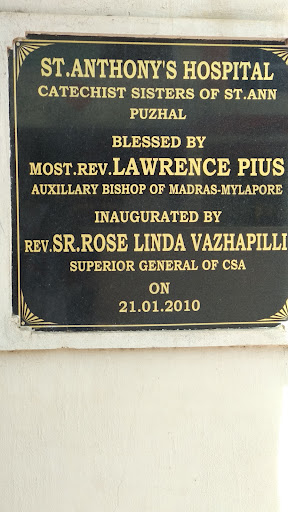 ST.ANTHONY'S HOSPITAL
CATECHIST SISTERS OF ST.ANN
PUZHAL
BLESSED BY
MOST.REV.LAWRENCE PIUS
AUXILLARY BISHOP OF MADRAS-MYLAPORE
INAUGURATED BY
REV.SR.ROSE LINDA VAZHAPILLI
SUPERIOR GENERAL OF CSA
ON
21.01.2010